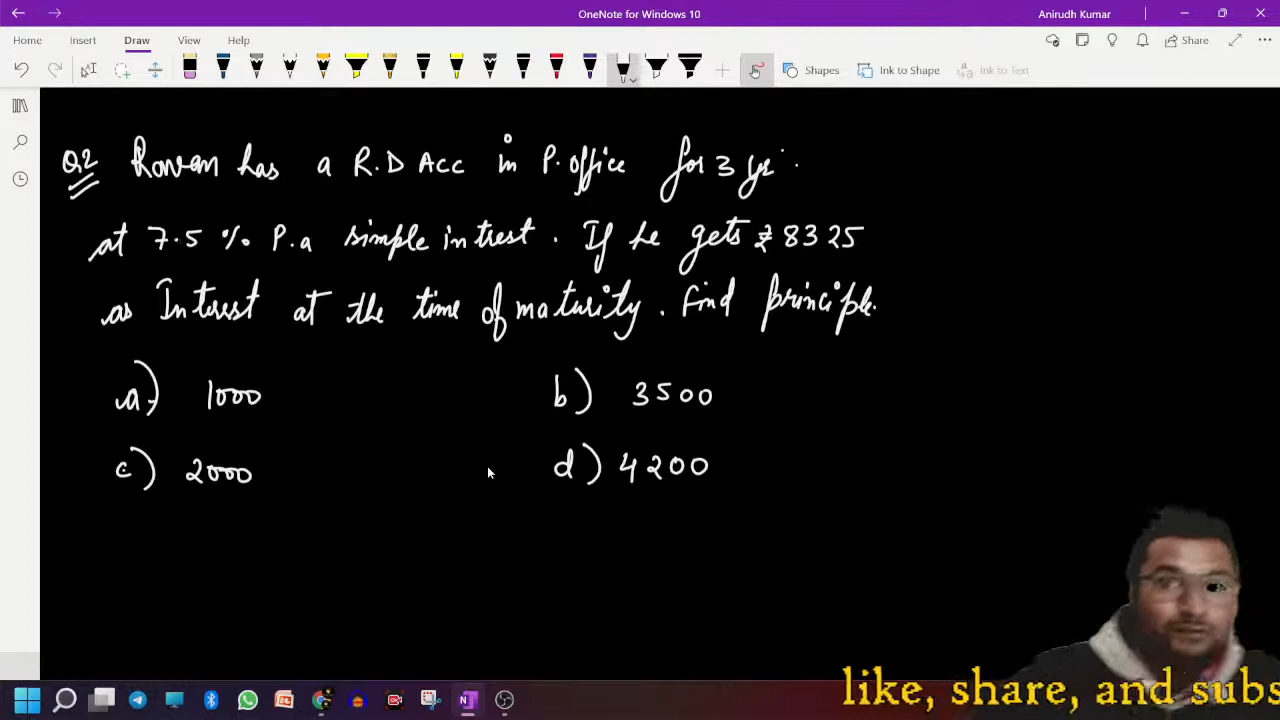 OneNote for Windows 10
Anirudh Kumar
Home Insert Draw View Help
Share
Shapes
Ink to Shape
Ink to Text
Q2 has a R.D Acc in P. office for 3 yr.
at 7.5 % P.a simple intrest. If he gets ₹8325
as Interest at the time of maturity. Find principle.
a) 1000
b) 3500
c) 2000
d) 4200
like, share, and subs